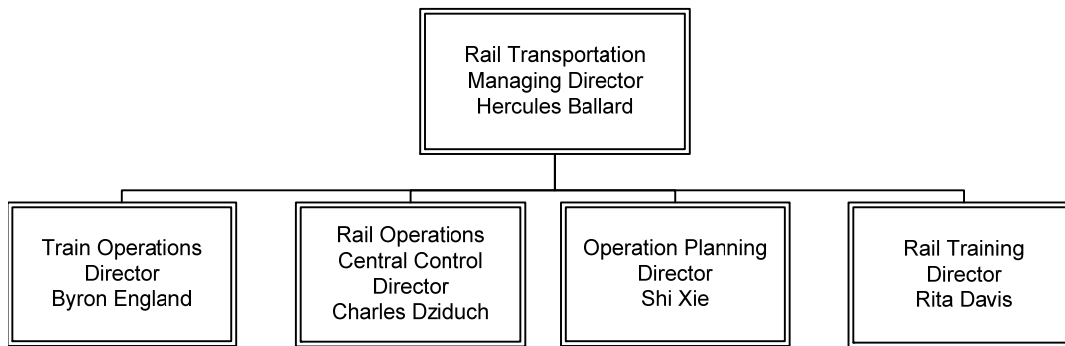 Rail Transportation
Managing Director
Hercules Ballard
Train Operations
Director
Byron England
Rail Operations
Central Control
Director
Charles Dziduch
Operation Planning
Director
Shi Xie
Rail Training
Director
Rita Davis